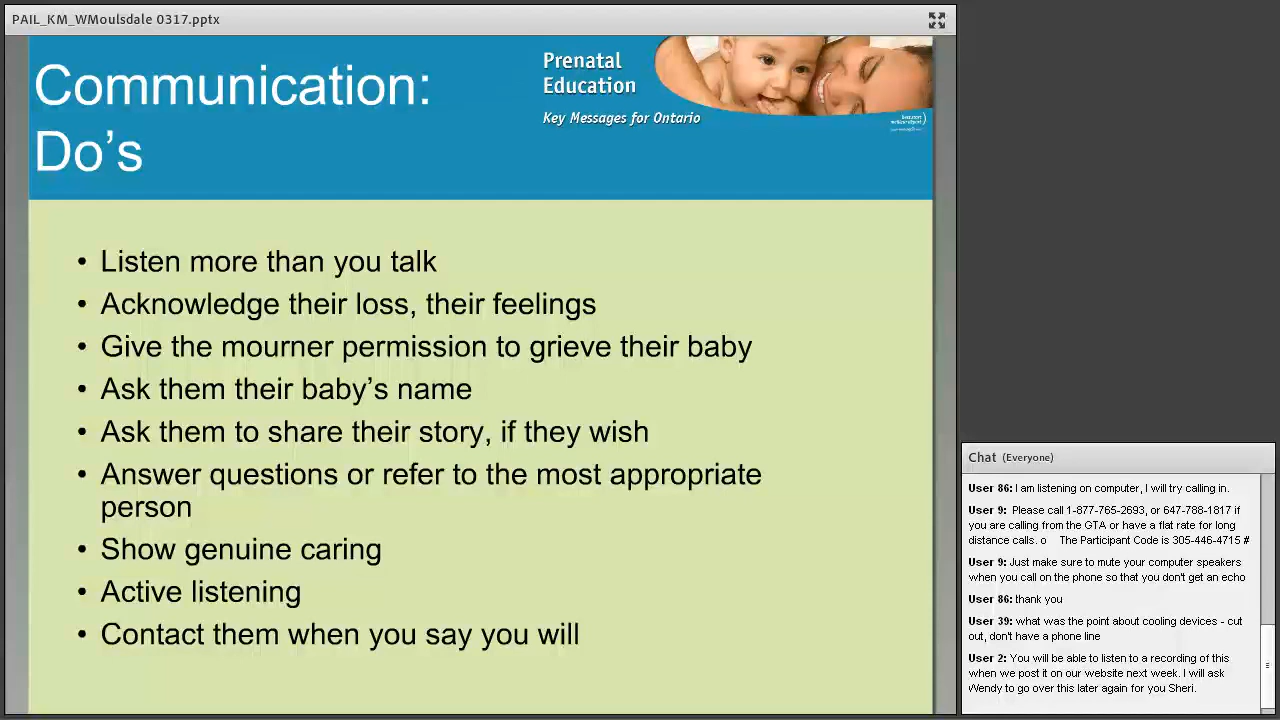 PAIL_KM_WMoulsdale 0317.pptx
Communication:
Do's
Prenatal
Education
Key Messages for Ontario
• Listen more than you talk
• Acknowledge their loss, their feelings
• Give the mourner permission to grieve their baby
• Ask them their baby's name
• Ask them to share their story, if they wish
• Answer questions or refer to the most appropriate
person
• Show genuine caring
• Active listening
• Contact them when you say you will
Chat (Everyone)
User 86: I am listening on computer, I will try calling in.
User 9: Please call 1-877-765-2693, or 647-788-1817 if
you are calling from the GTA or have a flat rate for long
distance calls. o The Participant Code is 305-446-4715 #
User 9: Just make sure to mute your computer speakers
when you call on the phone so that you don't get an echo
User 86: thank you
User 39: what was the point about cooling devices - cut
out, don't have a phone line
User 2: You will be able to listen to a recording of this
when we post it on our website next week. I will ask
Wendy to go over this later again for you Sheri.